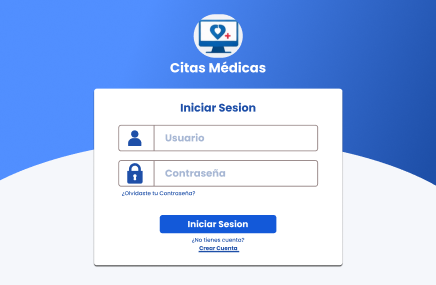 Citas Médicas
Iniciar Sesion
Usuario
Contraseña
¿Olvidaste tu Contraseña?
Iniciar Sesion
¿No tienes cuenta?
Crear Cuenta